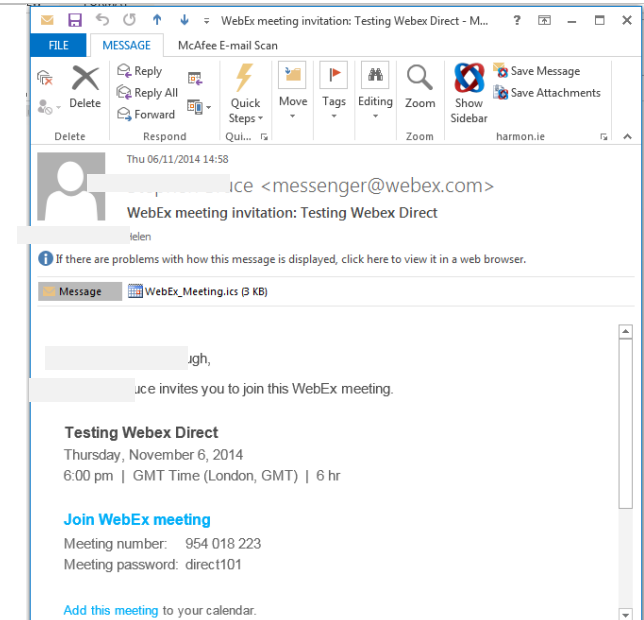 WebEx meeting invitation: Testing Webex Direct - M...
FILE MESSAGE McAfee E-mail Scan
Delete
Reply
Reply All
Forward
Quick Steps
Move
Tags
Editing
Zoom
Show Sidebar
Save Message
Save Attachments
Delete Respond Qui... Zoom harmon.ie
Thu 06/11/2014 14:58
<messenger@webex.com>
WebEx meeting invitation: Testing Webex Direct
Helen
If there are problems with how this message is displayed, click here to view it in a web browser.
Message WebEx_Meeting.ics (3 KB)
ugh,
uce invites you to join this WebEx meeting.
Testing Webex Direct
Thursday, November 6, 2014
6:00 pm | GMT Time (London, GMT) | 6 hr
Join WebEx meeting
Meeting number: 954 018 223
Meeting password: direct101
Add this meeting to your calendar.